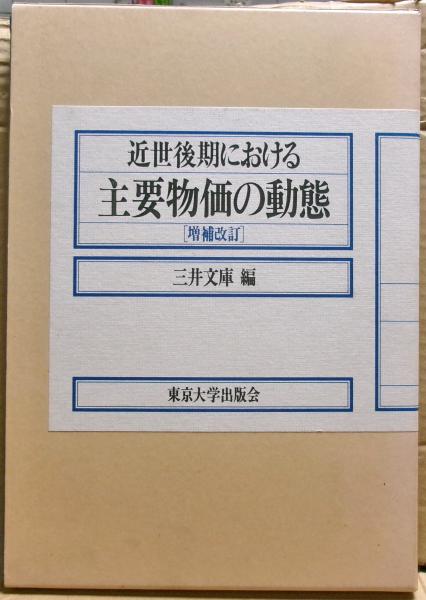 近世後期における
主要物価の動態
[増補改訂]
三井文庫 編
東京大学出版会